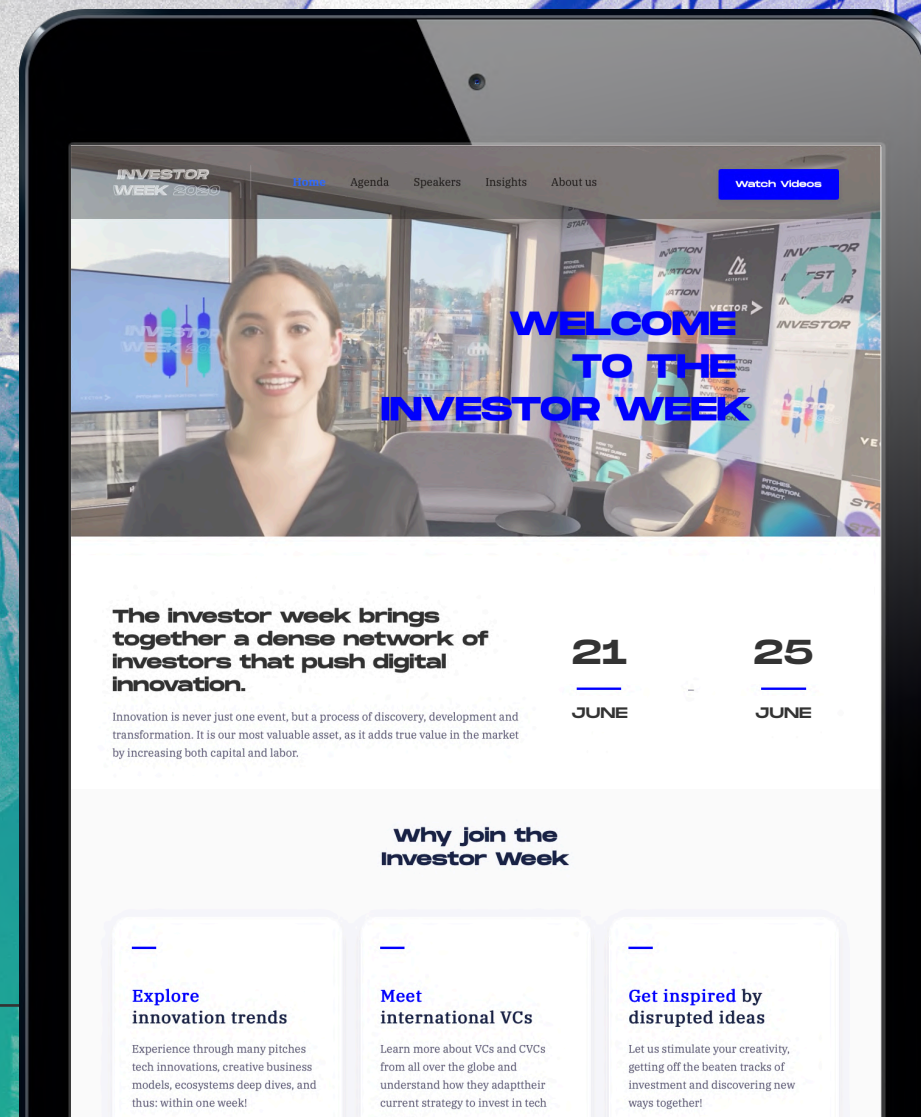 INVESTOR
WEEK 2020
Home
Agenda
Speakers
Insights
About us
Watch Videos
INVESTOR
WEEK
WELCOME
TO THE
INVESTOR WEEK
VECTOR >
INVESTOR
PITCHES,
INNOVATION,
IMPACT.
The investor week brings
together a dense network of
investors that push digital
innovation.
Innovation is never just one event, but a process of discovery, development and
transformation. It is our most valuable asset, as it adds true value in the market
by increasing both capital and labor.
21
JUNE
–
25
JUNE
Why join the
Investor Week
Explore
innovation trends
Experience through many pitches
tech innovations, creative business
models, ecosystems deep dives, and
thus: within one week!
Meet
international VCs
Learn more about VCs and CVCs
from all over the globe and
understand how they adapttheir
current strategy to invest in tech
Get inspired by
disrupted ideas
Let us stimulate your creativity,
getting off the beaten tracks of
investment and discovering new
ways together!